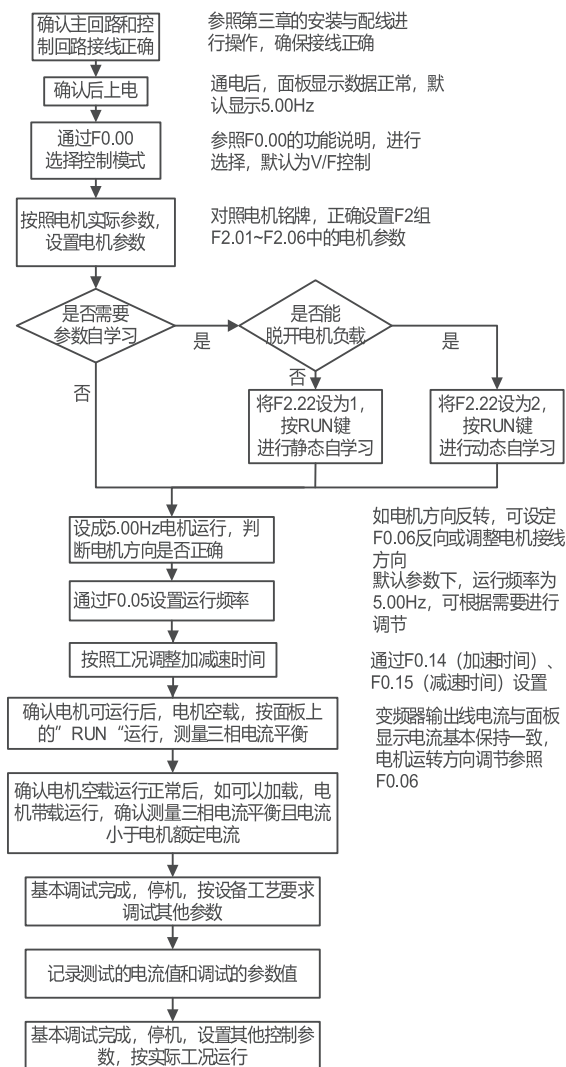 确认主回路和控
制回路接线正确
参照第三章的安装与配线进
行操作，确保接线正确
确认后上电
通电后，面板显示数据正常，默
认显示5.00Hz
通过F0.00
选择控制模式
参照F0.00的功能说明，进行
选择，默认为V/F控制
按照电机实际参数，
设置电机参数
对照电机铭牌，正确设置F2组
F2.01~F2.06中的电机参数
是否需要
参数自学习
是
是否能
脱开电机负载
是
否
否
将F2.22设为1，
按RUN键
进行静态自学习
将F2.22设为2，
按RUN键
进行动态自学习
设成5.00Hz电机运行，判
断电机方向是否正确
如电机方向反转，可设定
F0.06反向或调整电机接线
方向
通过F0.05设置运行频率
默认参数下，运行频率为
5.00Hz，可根据需要进行
调节
按照工况调整加减速时间
通过F0.14（加速时间）、
F0.15（减速时间）设置
确认电机可运行后，电机空载，按面板上
的”RUN“运行，测量三相电流平衡
变频器输出线电流与面板
显示电流基本保持一致，
电机运转方向调节参照
F0.06
确认电机空载运行正常后，如可以加载，电
机带载运行，确认测量三相电流平衡且电流
小于电机额定电流
基本调试完成，停机，按设备工艺要求
调试其他参数
记录测试的电流值和调试的参数值
基本调试完成，停机，设置其他控制参
数，按实际工况运行